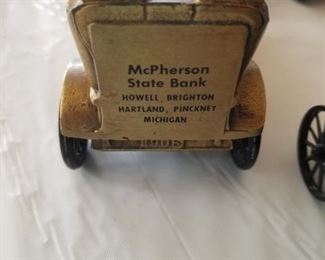 McPherson
State Bank
HOWELL, BRIGHTON
HARTLAND, PINCKNEY
MICHIGAN